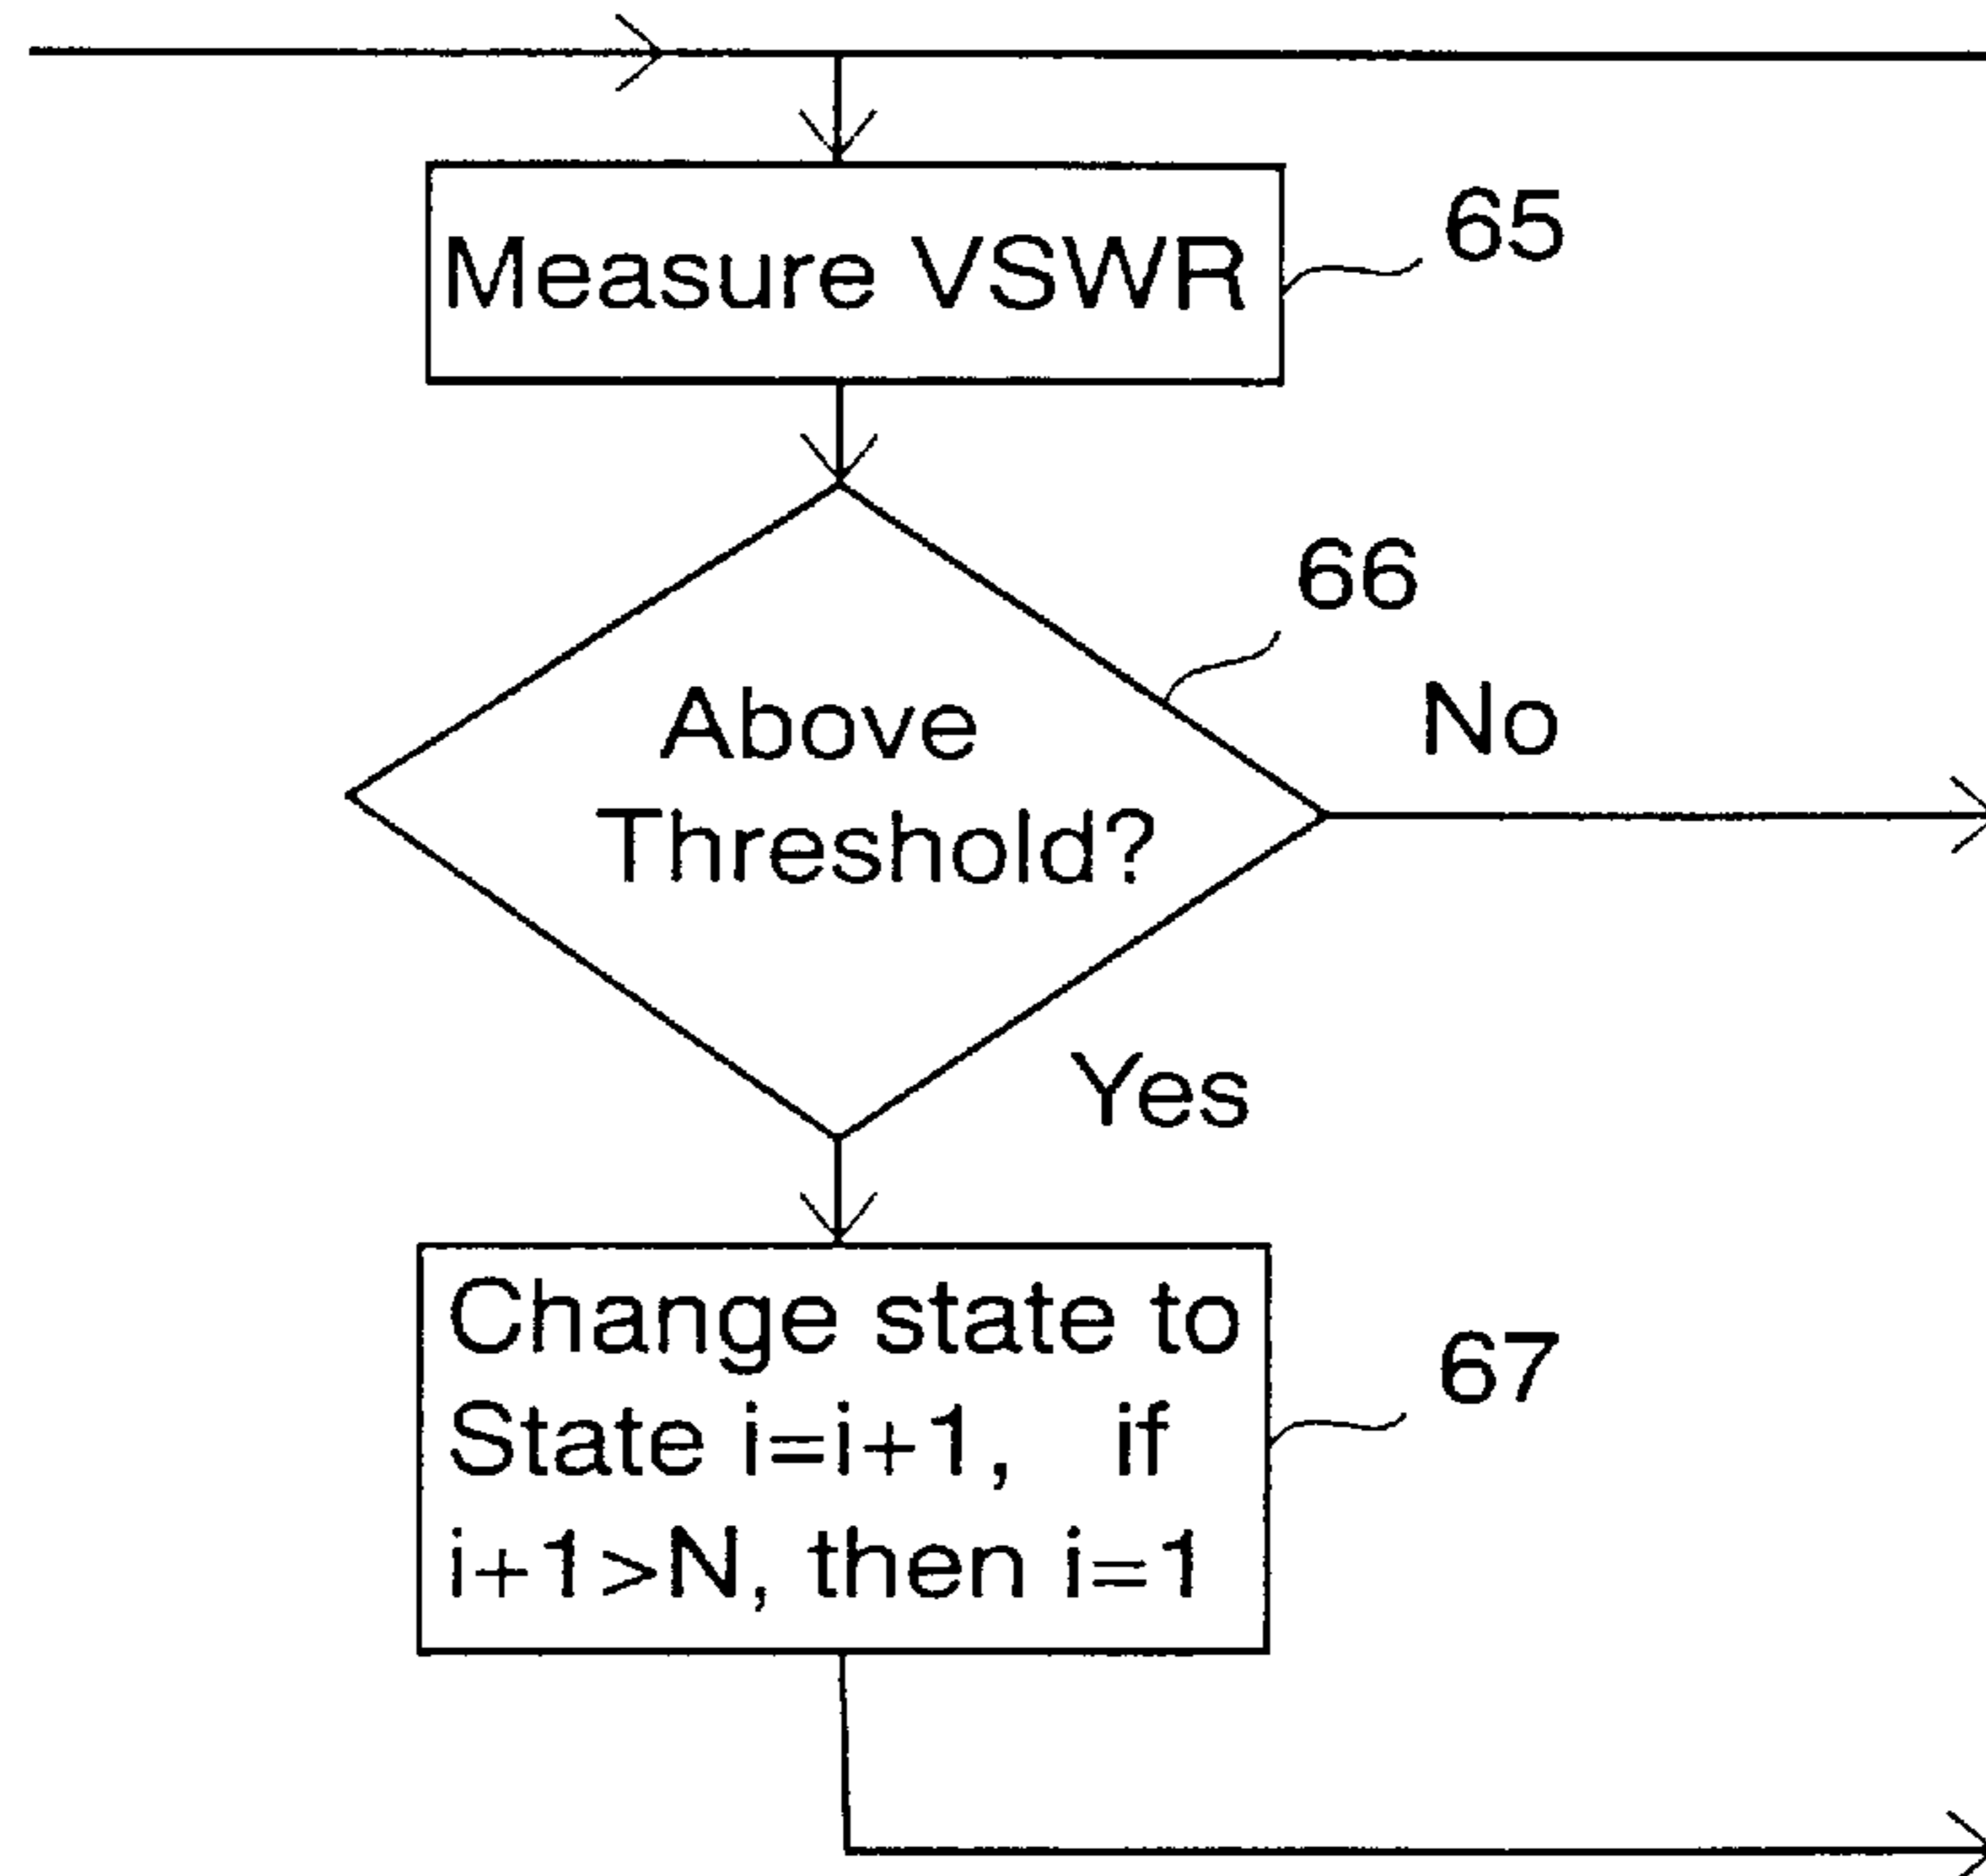 Measure VSWR
65
66
Above
Threshold?
No
Yes
Change state to
State i=i+1, if
i+1>N, then i=1
67